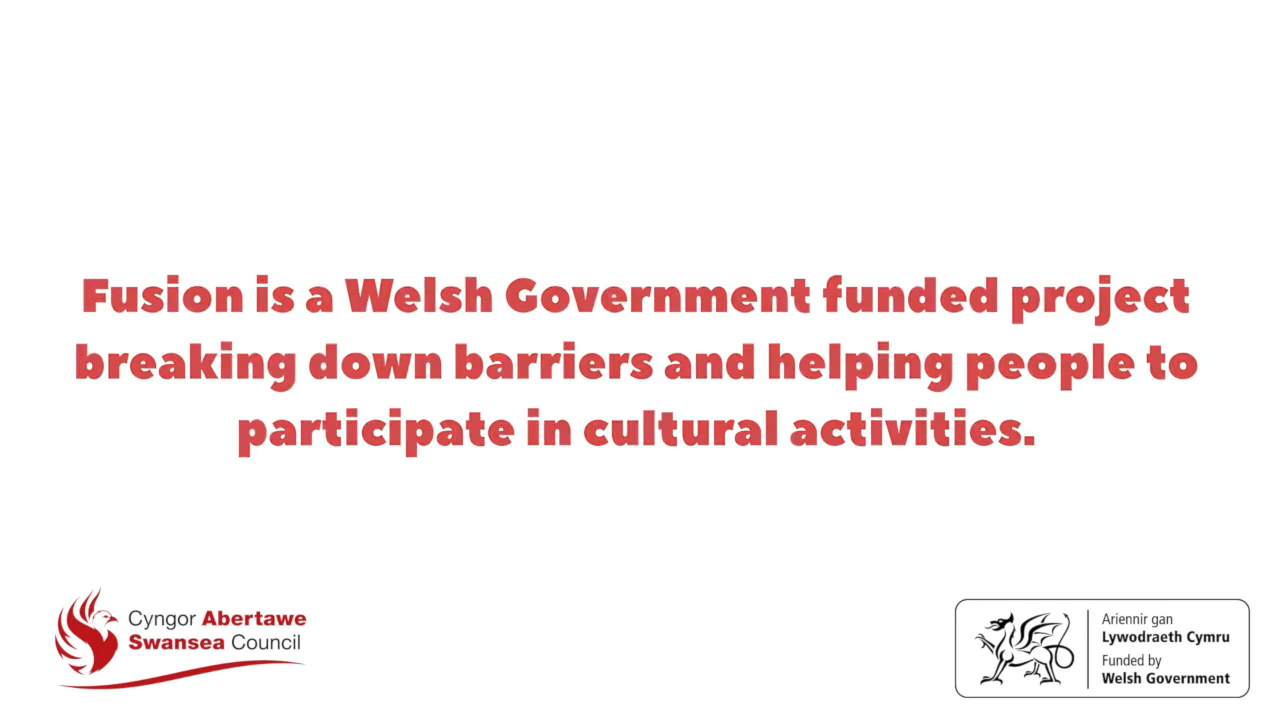 Fusion is a Welsh Government funded project
breaking down barriers and helping people to
participate in cultural activities.
Cyngor Abertawe
Swansea Council
Ariennir gan
Lywodraeth Cymru
Funded by
Welsh Government